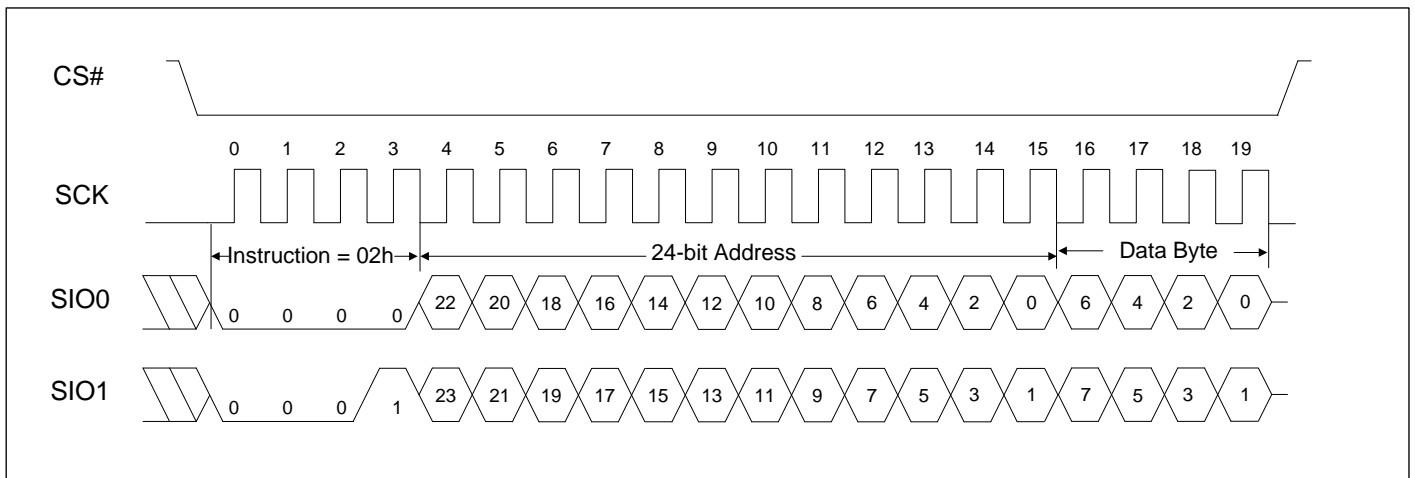 CS#
0 1 2 3 4 5 6 7 8 9 10 11 12 13 14 15 16 17 18 19
SCK
Instruction = 02h 24-bit Address Data Byte
SIO0 0 0 0 0 22 20 18 16 14 12 10 8 6 4 2 0 6 4 2 0
SIO1 0 0 0 1 23 21 19 17 15 13 11 9 7 5 3 1 7 5 3 1